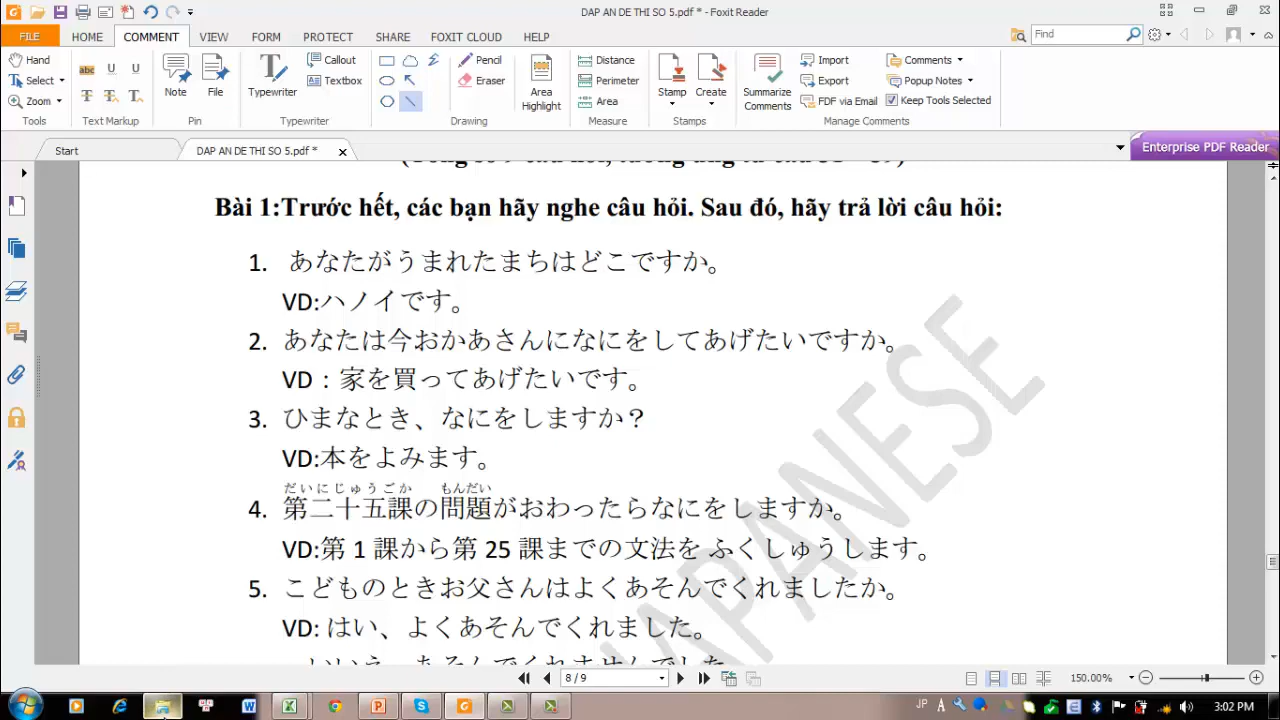 DAP AN DE THI SO 5.pdf * - Foxit Reader
FILE HOME COMMENT VIEW FORM PROTECT SHARE FOXIT CLOUD HELP Find
Hand Select Zoom Tools
Text Markup
Note File Pin
Typewriter Callout Textbox Typewriter
Pencil Eraser Area Highlight Drawing
Distance Perimeter Area Measure
Stamp Create Stamps
Summarize Comments Import Export FDF via Email Comments Popup Notes Keep Tools Selected Manage Comments
Start DAP AN DE THI SO 5.pdf * Enterprise PDF Reader
Bài 1:Trước hết, các bạn hãy nghe câu hỏi. Sau đó, hãy trả lời câu hỏi:
1. あなたがうまれたまちはどこですか。
VD:ハノイです。
2. あなたは今おかあさんになにをしてあげたいですか。
VD：家を買ってあげたいです。
3. ひまなとき、なにをしますか？
VD:本をよみます。
だいにじゅうごか もんだい
4. 第二十五課の問題がおわったらなにをしますか。
VD:第 1 課から第 25 課までの文法を ふくしゅうします。
5. こどものときお父さんはよくあそんでくれましたか。
VD: はい、よくあそんでくれました。
JAPANESE
8 / 9 150.00%
JP 3:02 PM